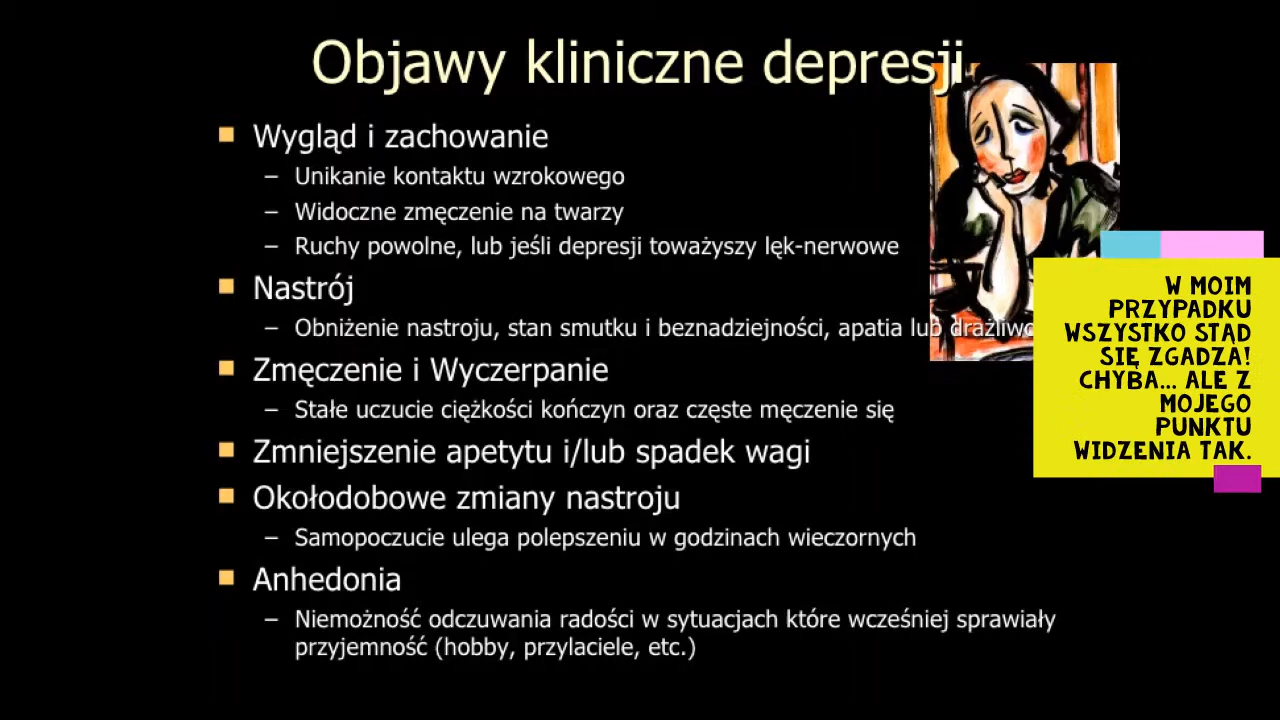 Objawy kliniczne depresji
Wygląd i zachowanie
– Unikanie kontaktu wzrokowego
– Widoczne zmęczenie na twarzy
– Ruchy powolne, lub jeśli depresji toważyszy lęk-nerwowe
Nastrój
– Obniżenie nastroju, stan smutku i beznadziejności, apatia lub
Zmęczenie i Wyczerpanie
– Stałe uczucie ciężkości kończyn oraz częste męczenie się
Zmniejszenie apetytu i/lub spadek wagi
Okołodobowe zmiany nastroju
– Samopoczucie ulega polepszeniu w godzinach wieczornych
Anhedonia
– Niemożność odczuwania radości w sytuacjach które wcześniej sprawiały
przyjemność (hobby, przylaciele, etc.)
W MOIM
PRZYPADKU
WSZYSTKO STĄD
SIĘ ZGADZA!
CHYBA... ALE Z
MOJEGO
PUNKTU
WIDZENIA TAK.